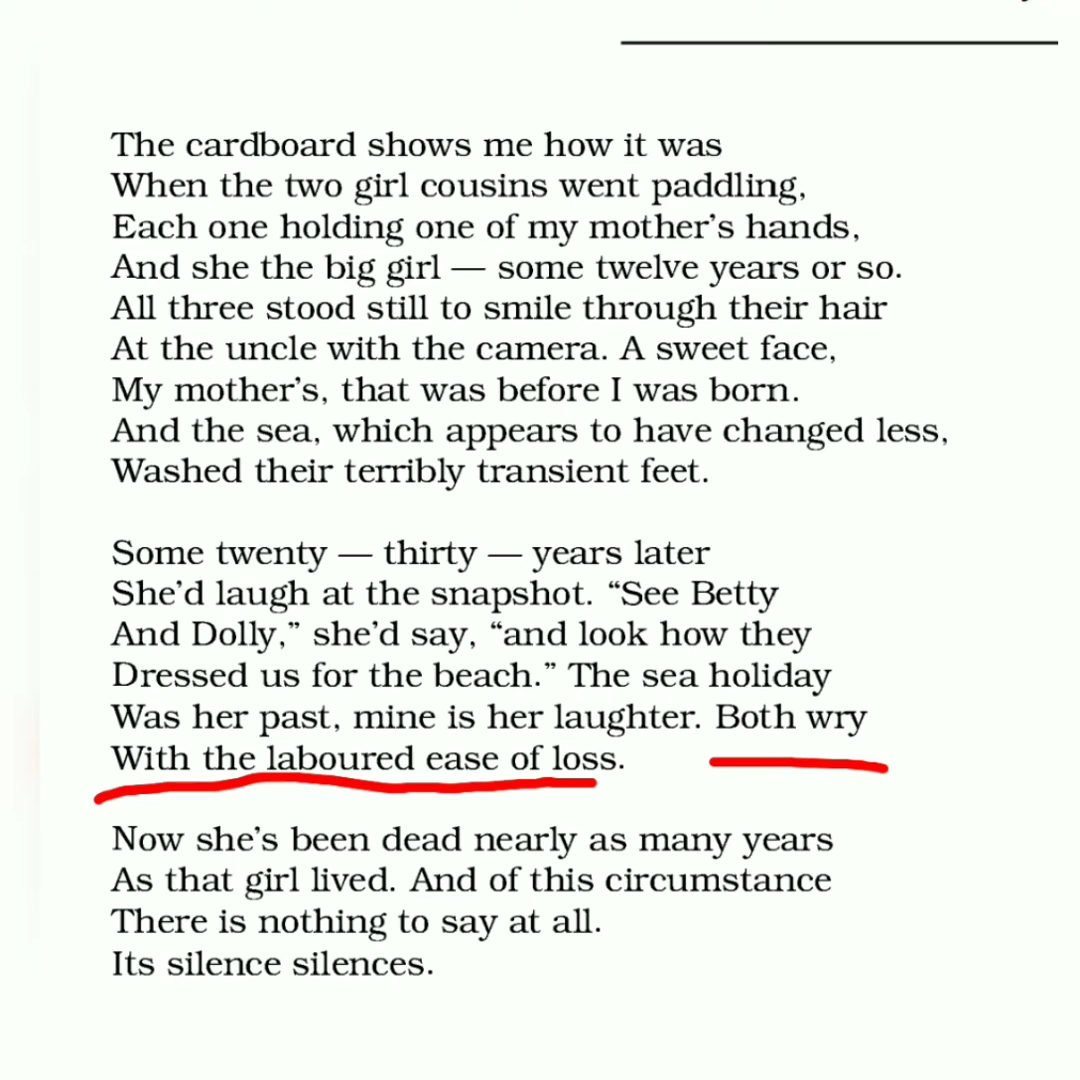 The cardboard shows me how it was
When the two girl cousins went paddling,
Each one holding one of my mother’s hands,
And she the big girl — some twelve years or so.
All three stood still to smile through their hair
At the uncle with the camera. A sweet face,
My mother’s, that was before I was born.
And the sea, which appears to have changed less,
Washed their terribly transient feet.
Some twenty — thirty — years later
She’d laugh at the snapshot. “See Betty
And Dolly,” she’d say, “and look how they
Dressed us for the beach.” The sea holiday
Was her past, mine is her laughter. Both wry
With the laboured ease of loss.
Now she’s been dead nearly as many years
As that girl lived. And of this circumstance
There is nothing to say at all.
Its silence silences.